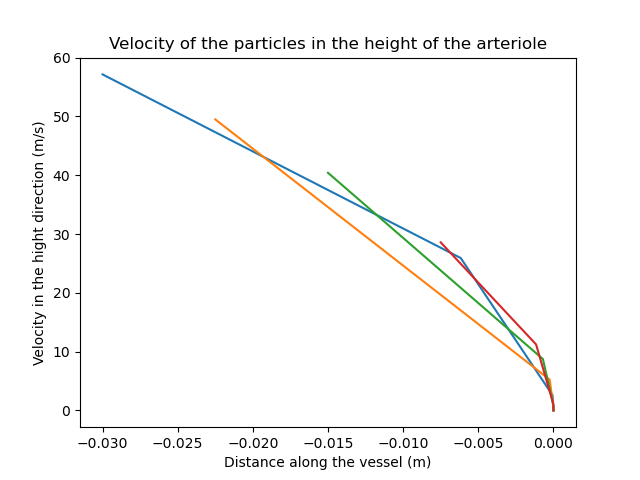 Velocity of the particles in the height of the arteriole
Velocity in the hight direction (m/s)
60
50
40
30
20
10
0
−0.030 −0.025 −0.020 −0.015 −0.010 −0.005 0.000
Distance along the vessel (m)